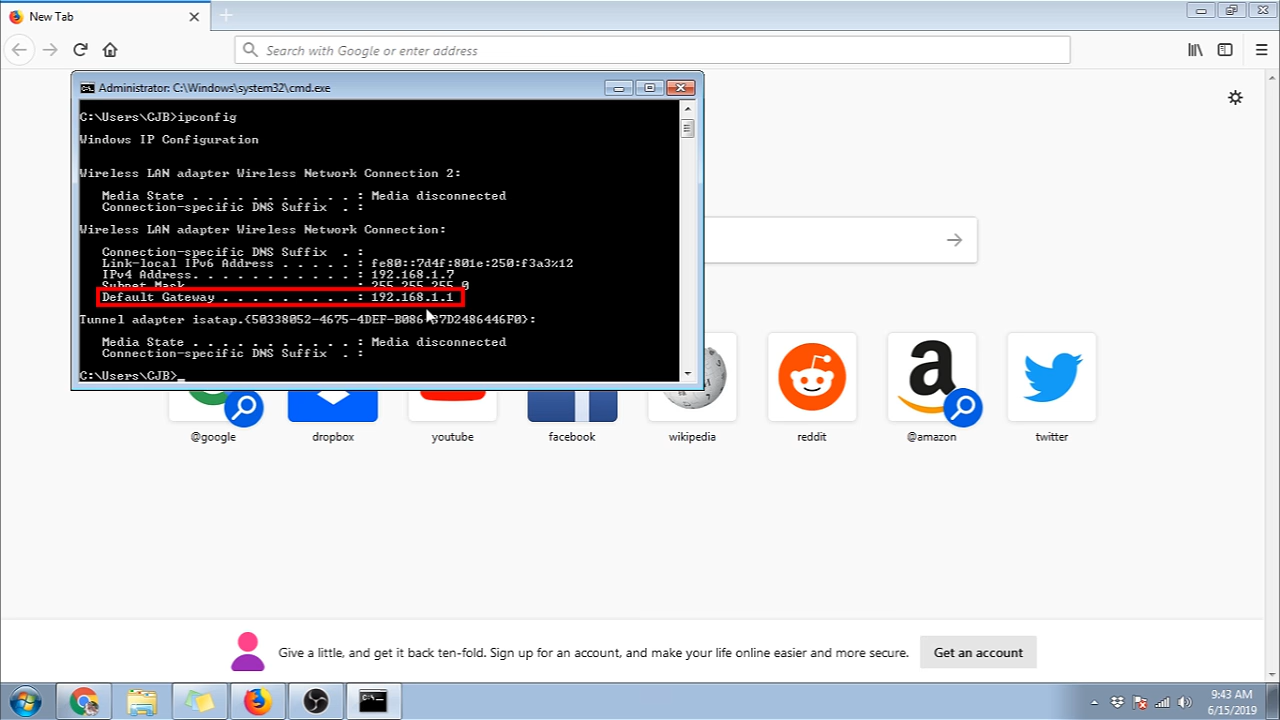 New Tab
Search with Google or enter address
Administrator: C:\Windows\system32\cmd.exe
C:\Users\CJB>ipconfig
Windows IP Configuration
Wireless LAN adapter Wireless Network Connection 2:
Media State . . . . . . . . . . . : Media disconnected
Connection-specific DNS Suffix . :
Wireless LAN adapter Wireless Network Connection:
Connection-specific DNS Suffix . :
Link-local IPv6 Address . . . . . : fe80::7d4f:801e:250:f3a3%12
IPv4 Address. . . . . . . . . . . : 192.168.1.7
Subnet Mask . . . . . . . . . . . : 255.255.255.0
Default Gateway . . . . . . . . . : 192.168.1.1
Tunnel adapter isatap.{50338052-4675-4DEF-B086-37D2486446F0}:
Media State . . . . . . . . . . . : Media disconnected
Connection-specific DNS Suffix . :
C:\Users\CJB>_
@google
dropbox
youtube
facebook
wikipedia
reddit
@amazon
twitter
Give a little, and get it back ten-fold. Sign up for an account, and make your life online easier and more secure.
Get an account
9:43 AM
6/15/2019